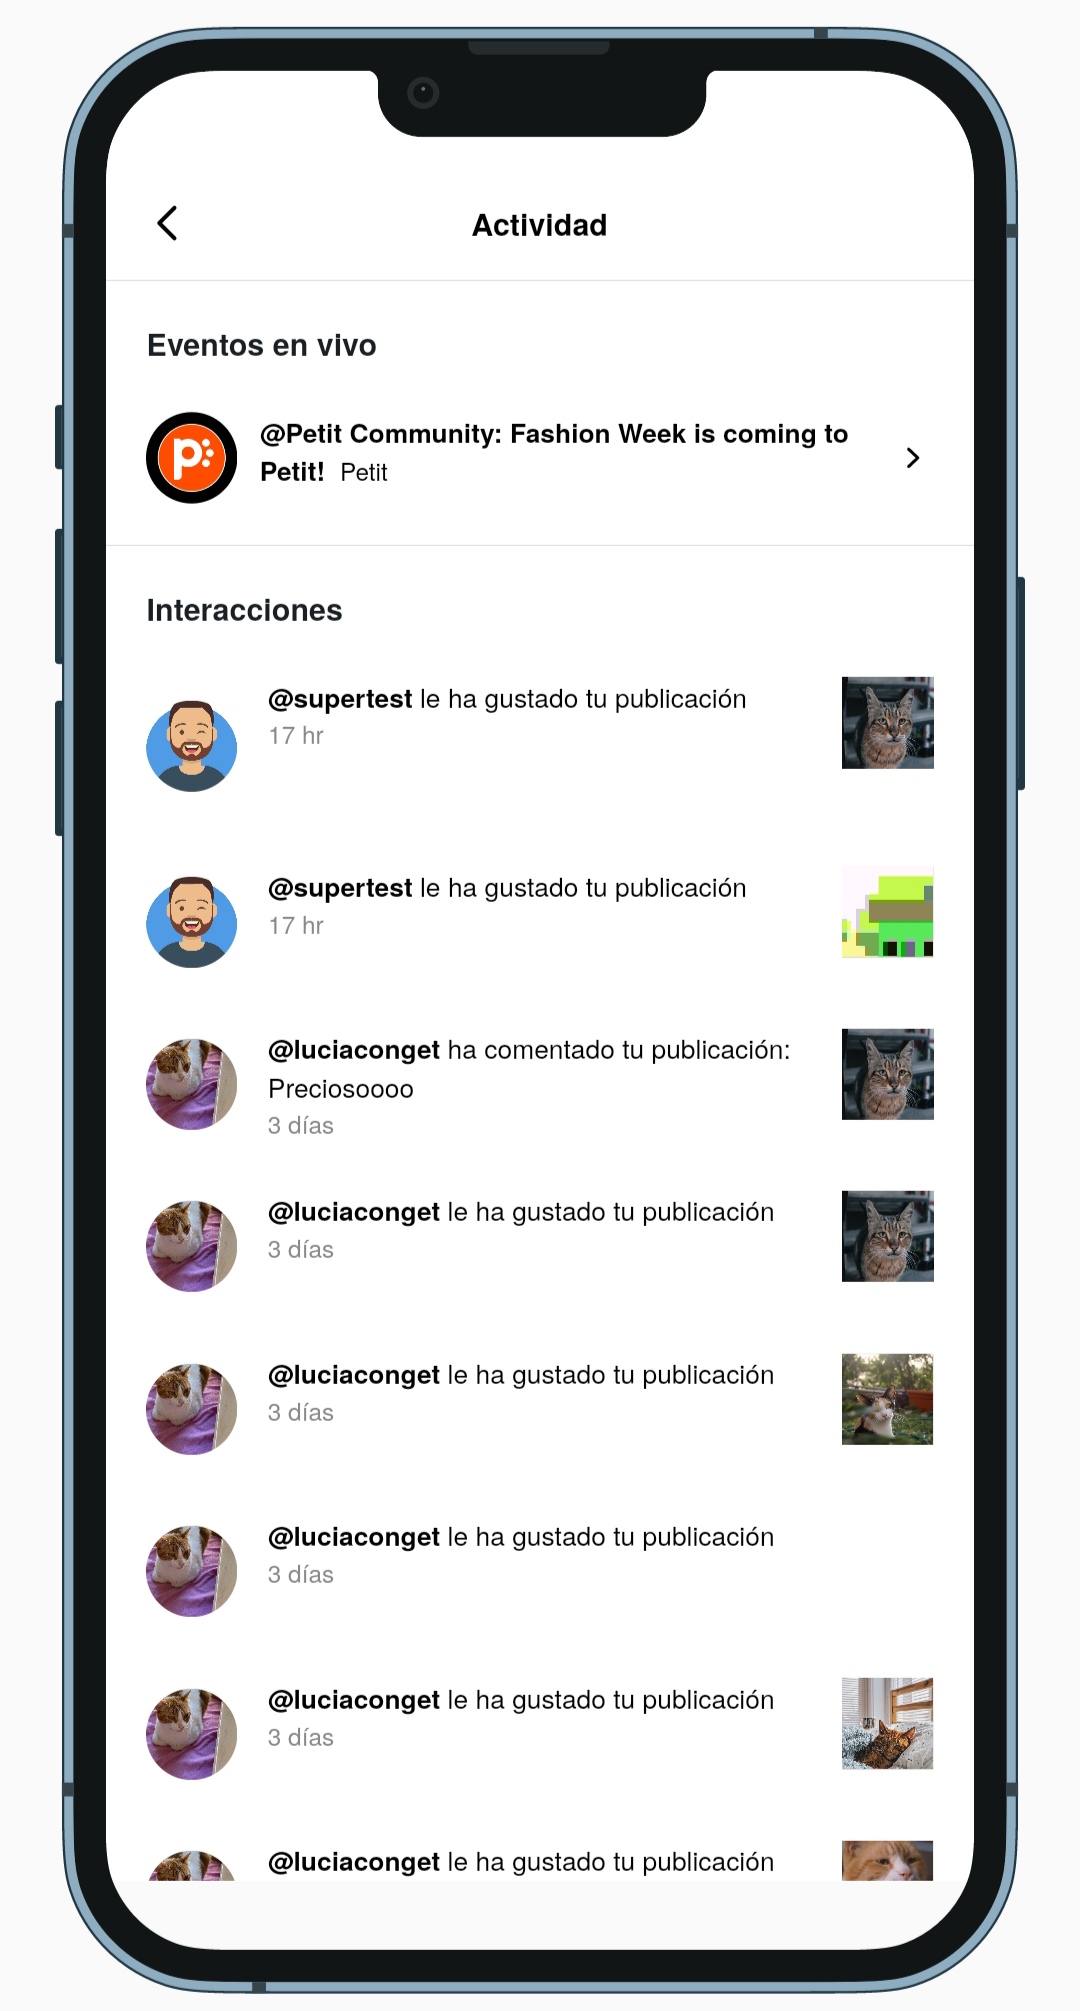 Actividad
Eventos en vivo
p:
@Petit Community: Fashion Week is coming to
Petit! Petit
Interacciones
@supertest le ha gustado tu publicación
17 hr
@supertest le ha gustado tu publicación
17 hr
@luciaconget ha comentado tu publicación:
Preciosoooo
3 días
@luciaconget le ha gustado tu publicación
3 días
@luciaconget le ha gustado tu publicación
3 días
@luciaconget le ha gustado tu publicación
3 días
@luciaconget le ha gustado tu publicación
3 días
@luciaconget le ha gustado tu publicación